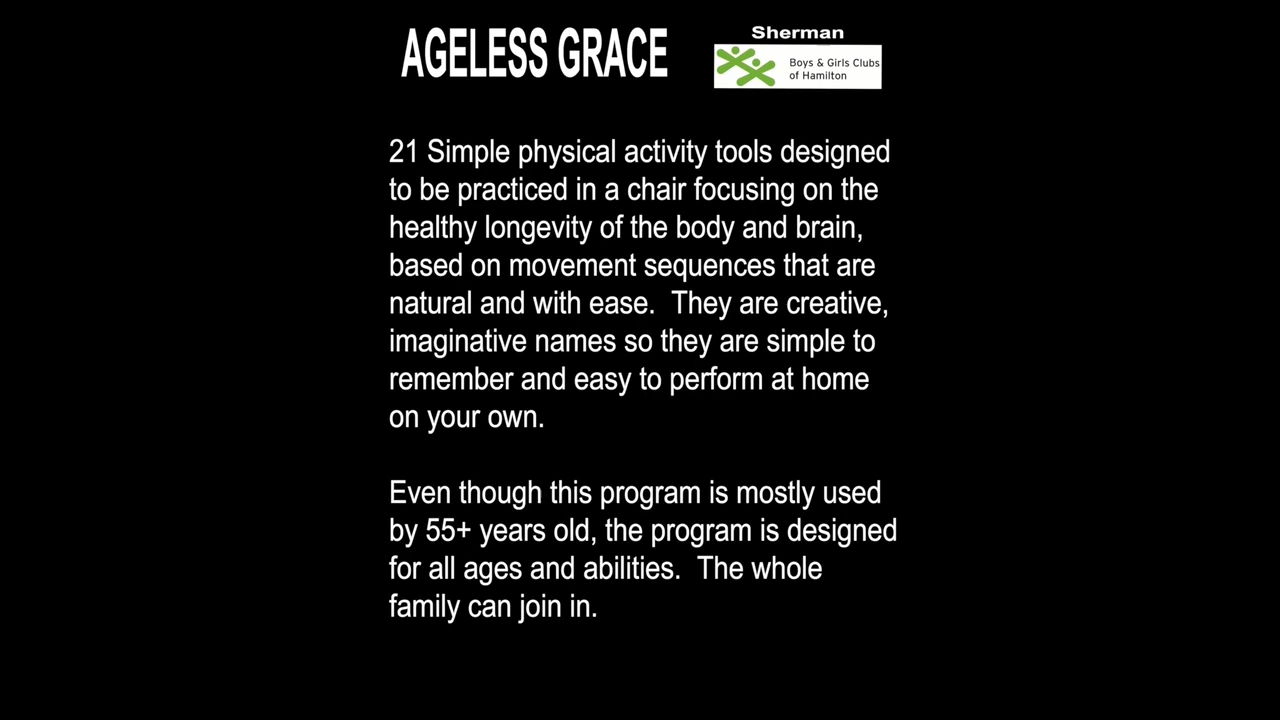 AGELESS GRACE
Sherman
Boys & Girls Clubs
of Hamilton
21 Simple physical activity tools designed
to be practiced in a chair focusing on the
healthy longevity of the body and brain,
based on movement sequences that are
natural and with ease.  They are creative,
imaginative names so they are simple to
remember and easy to perform at home
on your own.
Even though this program is mostly used
by 55+ years old, the program is designed
for all ages and abilities.  The whole
family can join in.